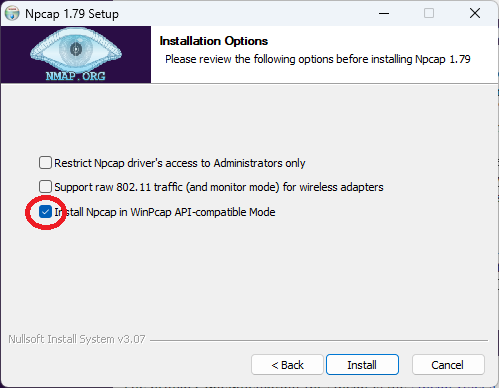 Npcap 1.79 Setup
NMAP.ORG
Installation Options
Please review the following options before installing Npcap 1.79
Restrict Npcap driver's access to Administrators only
Support raw 802.11 traffic (and monitor mode) for wireless adapters
Install Npcap in WinPcap API-compatible Mode
Nullsoft Install System v3.07
< Back
Install
Cancel